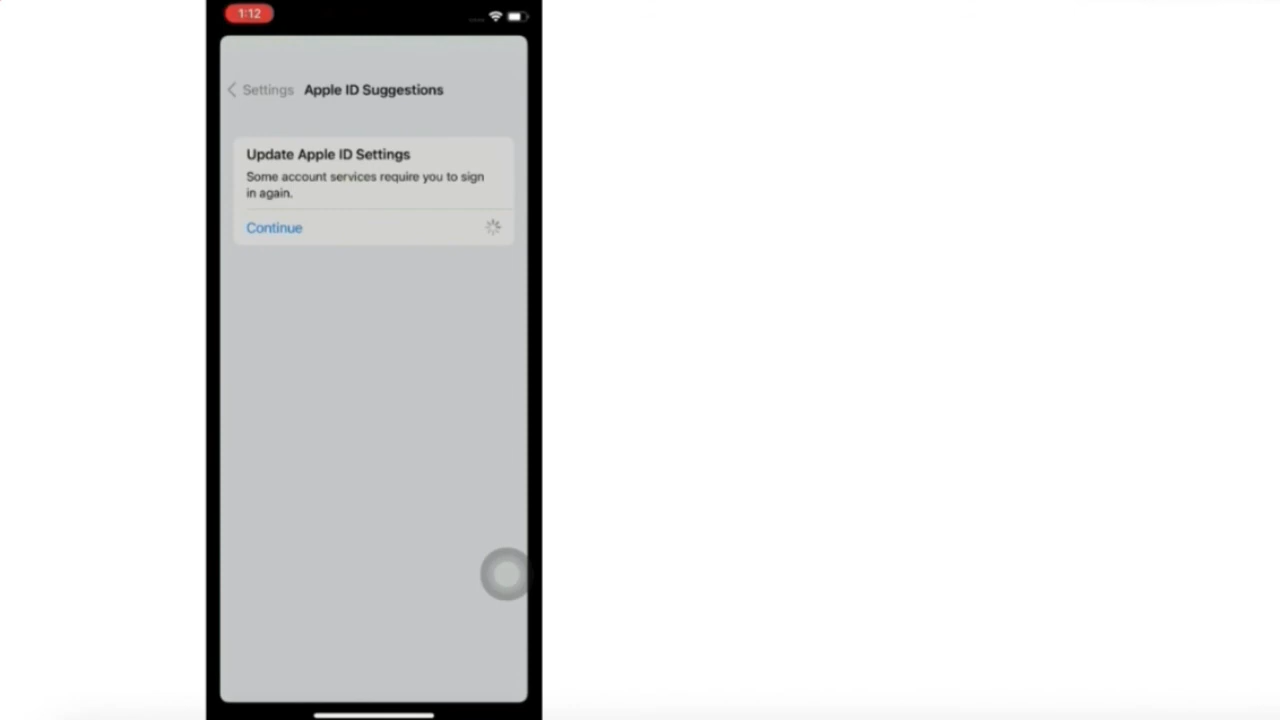 1:12
Settings Apple ID Suggestions
Update Apple ID Settings
Some account services require you to sign
in again.
Continue